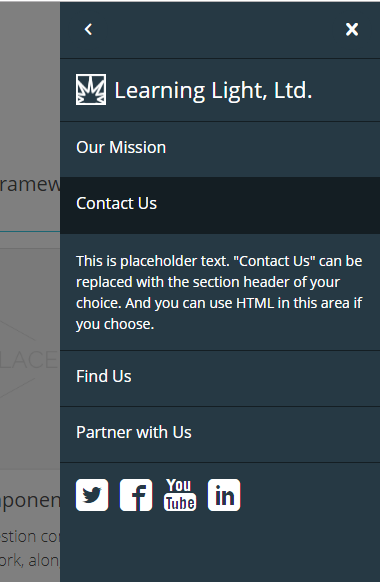 Learning Light, Ltd.
Our Mission
Contact Us
This is placeholder text. "Contact Us" can be
replaced with the section header of your
choice. And you can use HTML in this area if
you choose.
Find Us
Partner with Us
You
Tube
in
ramew
LACE
nponen
estion co
ork, alon